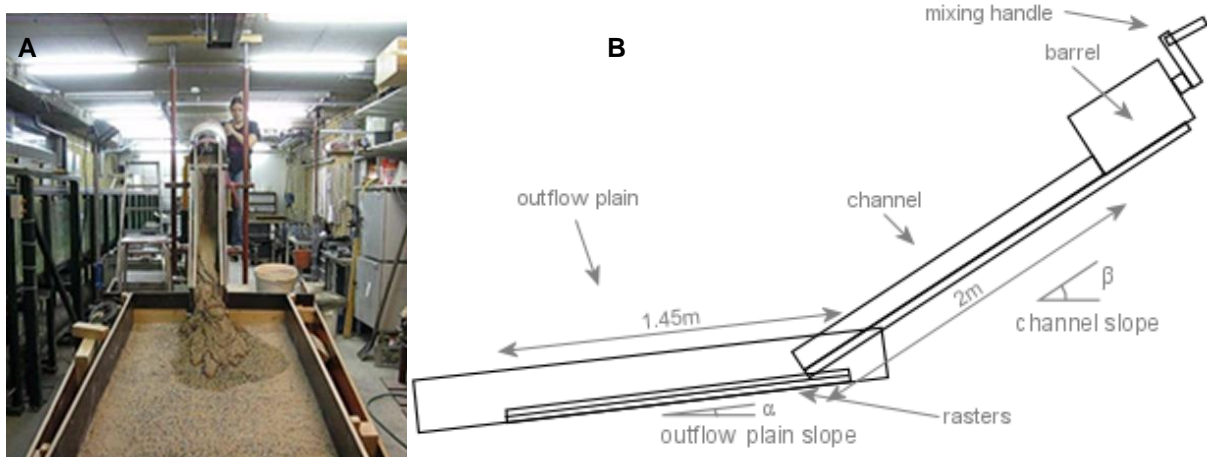 A
B
mixing handle
barrel
outflow plain
channel
1.45m
2m
β
channel slope
α
outflow plain slope
rasters